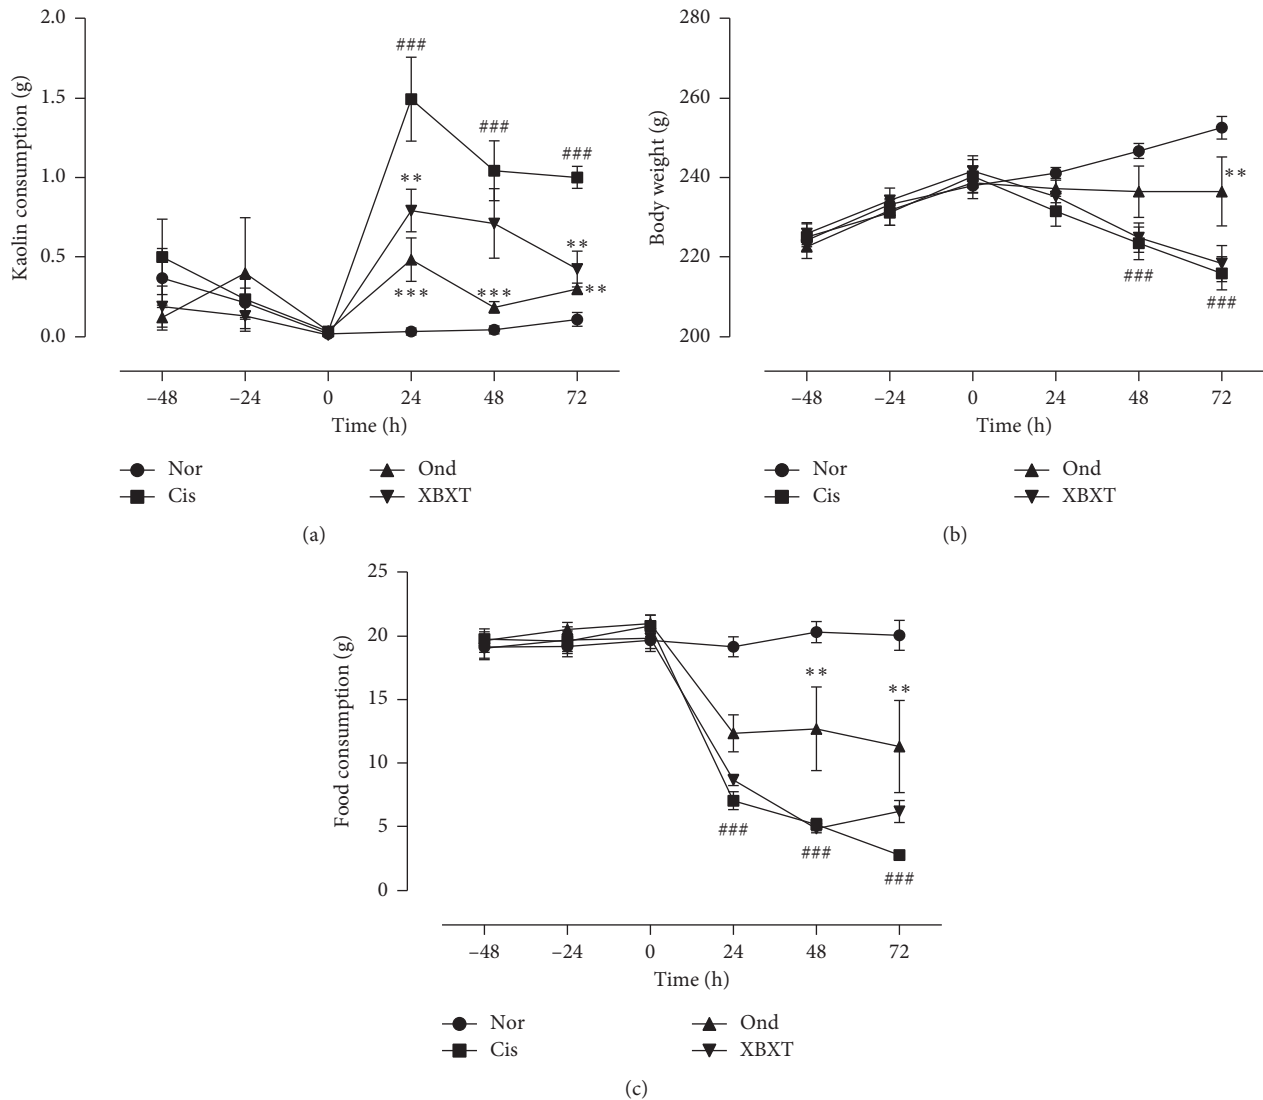 Kaolin consumption (g)
2.0
1.5
1.0
0.5
0.0
###
###
###
**
**
***
***
**
–48 –24 0 24 48 72
Time (h)
Nor Ond
Cis XBXT
(a)
Body weight (g)
280
260
240
220
200
**
###
###
–48 –24 0 24 48 72
Time (h)
Nor Ond
Cis XBXT
(b)
Food consumption (g)
25
20
15
10
5
0
**
**
###
###
###
–48 –24 0 24 48 72
Time (h)
Nor Ond
Cis XBXT
(c)